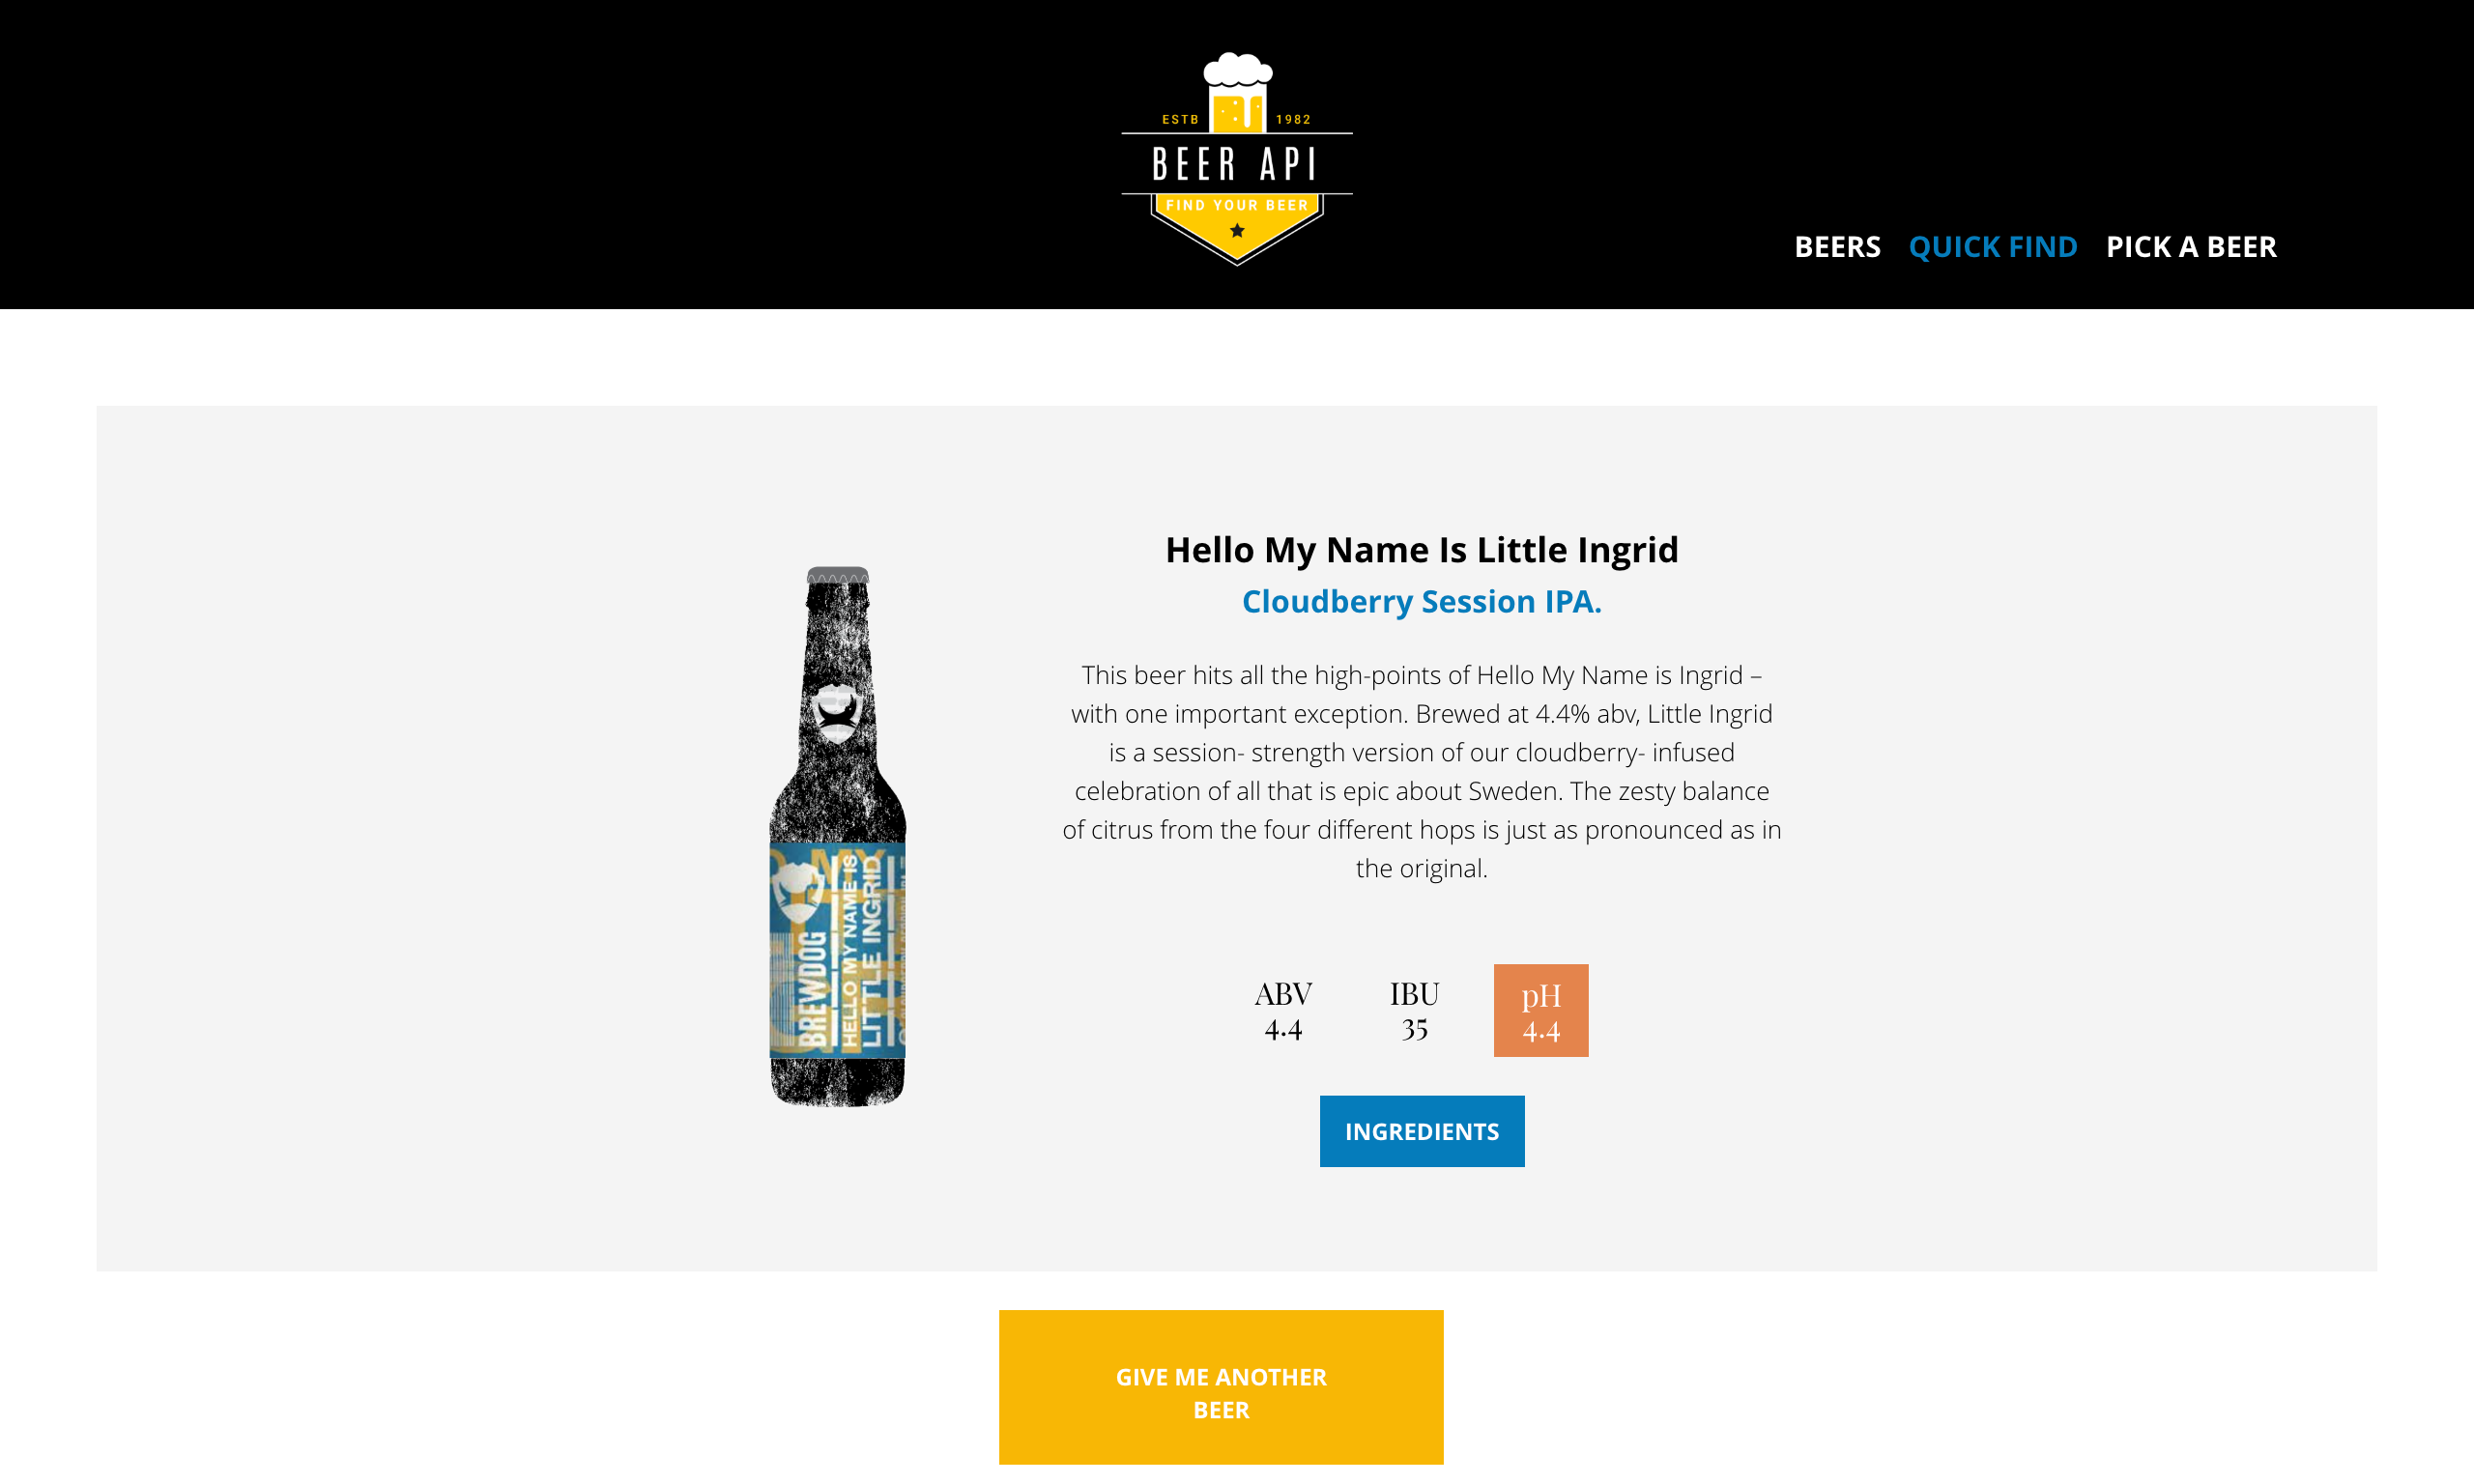 ESTB 1982
BEER API
FIND YOUR BEER
BEERS QUICK FIND PICK A BEER
Hello My Name Is Little Ingrid
Cloudberry Session IPA.
This beer hits all the high-points of Hello My Name is Ingrid –
with one important exception. Brewed at 4.4% abv, Little Ingrid
is a session- strength version of our cloudberry- infused
celebration of all that is epic about Sweden. The zesty balance
of citrus from the four different hops is just as pronounced as in
the original.
BREWDOG
HELLO MY NAME IS
LITTLE INGRID
ABV IBU pH
4.4 35 4.4
INGREDIENTS
GIVE ME ANOTHER
BEER